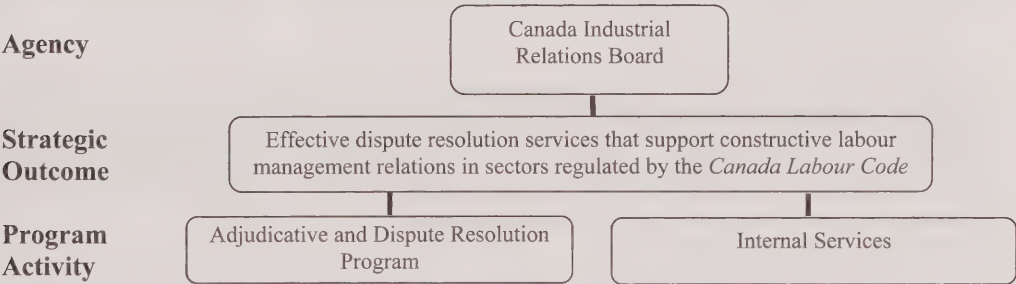 Agency
Canada Industrial
Relations Board
Strategic
Outcome
Effective dispute resolution services that support constructive labour
management relations in sectors regulated by the Canada Labour Code
Program
Activity
Adjudicative and Dispute Resolution
Program
Internal Services